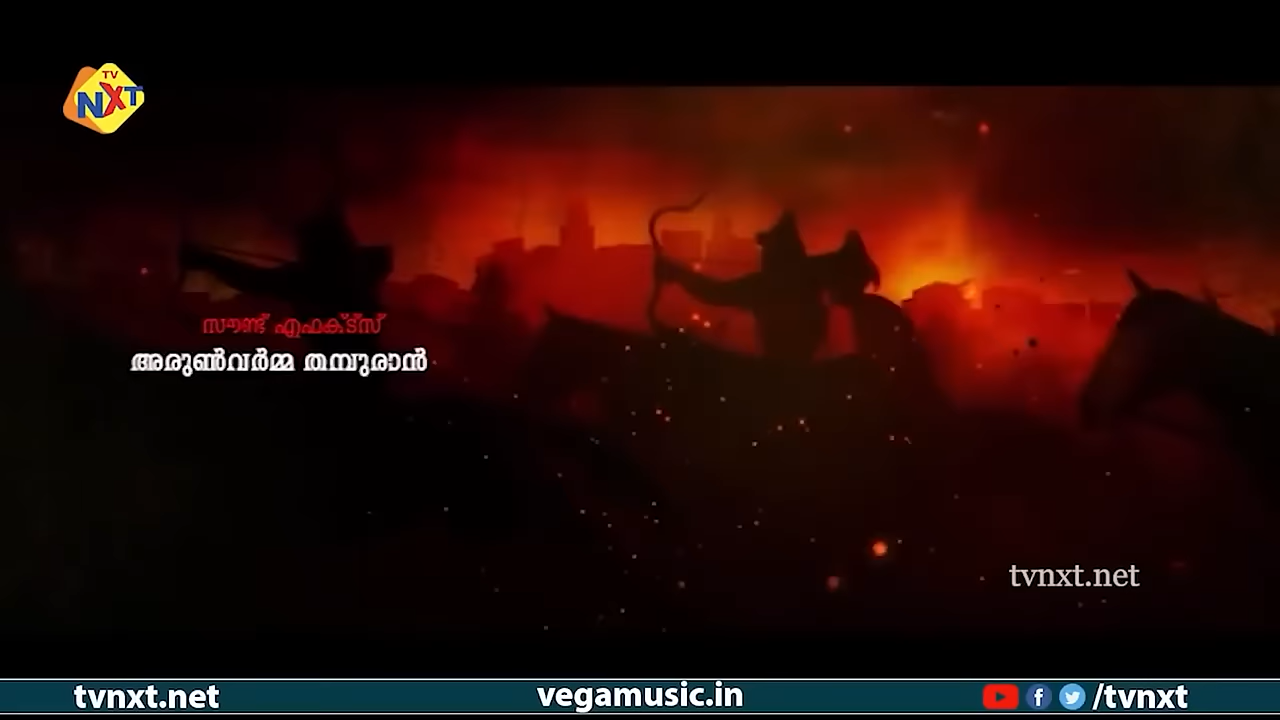 TV
NXT
സൗണ്ട് എഫക്ട്സ്
അരുൺവർമ്മ തമ്പുരാൻ
tvnxt.net
tvnxt.net
vegamusic.in
/tvnxt